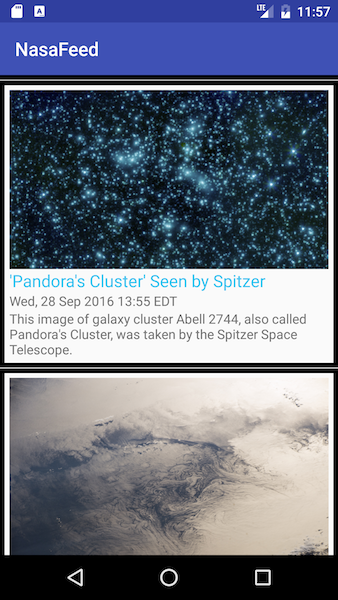 LTE 11:57
A
NasaFeed
'Pandora's Cluster' Seen by Spitzer
Wed, 28 Sep 2016 13:55 EDT
This image of galaxy cluster Abell 2744, also called
Pandora's Cluster, was taken by the Spitzer Space
Telescope.